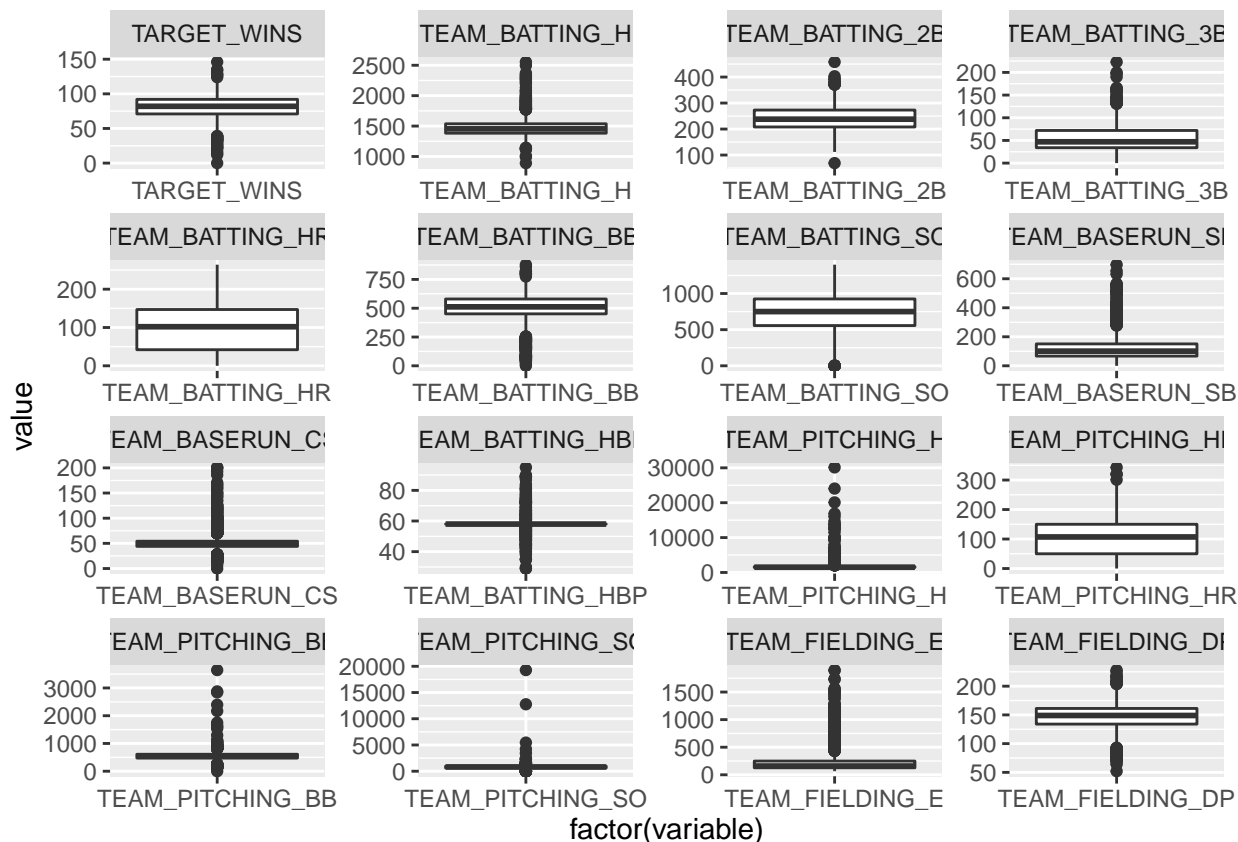 TARGET_WINS
TEAM_BATTING_H
TEAM_BATTING_2B
TEAM_BATTING_3B
150
100
50
0
2500
2000
1500
1000
400
300
200
100
200
150
100
50
0
TARGET_WINS
TEAM_BATTING_H
TEAM_BATTING_2B
TEAM_BATTING_3B
TEAM_BATTING_HR
TEAM_BATTING_BB
TEAM_BATTING_SO
TEAM_BASERUN_SB
200
100
0
750
500
250
0
1000
500
0
600
400
200
0
TEAM_BATTING_HR
TEAM_BATTING_BB
TEAM_BATTING_SO
TEAM_BASERUN_SB
value
TEAM_BASERUN_CS
TEAM_BATTING_HBP
TEAM_PITCHING_H
TEAM_PITCHING_HR
200
150
100
50
0
80
60
40
30000
20000
10000
0
300
200
100
0
TEAM_BASERUN_CS
TEAM_BATTING_HBP
TEAM_PITCHING_H
TEAM_PITCHING_HR
TEAM_PITCHING_BB
TEAM_PITCHING_SO
TEAM_FIELDING_E
TEAM_FIELDING_DP
3000
2000
1000
0
20000
15000
10000
5000
0
1500
1000
500
0
200
150
100
50
TEAM_PITCHING_BB
TEAM_PITCHING_SO
TEAM_FIELDING_E
TEAM_FIELDING_DP
factor(variable)